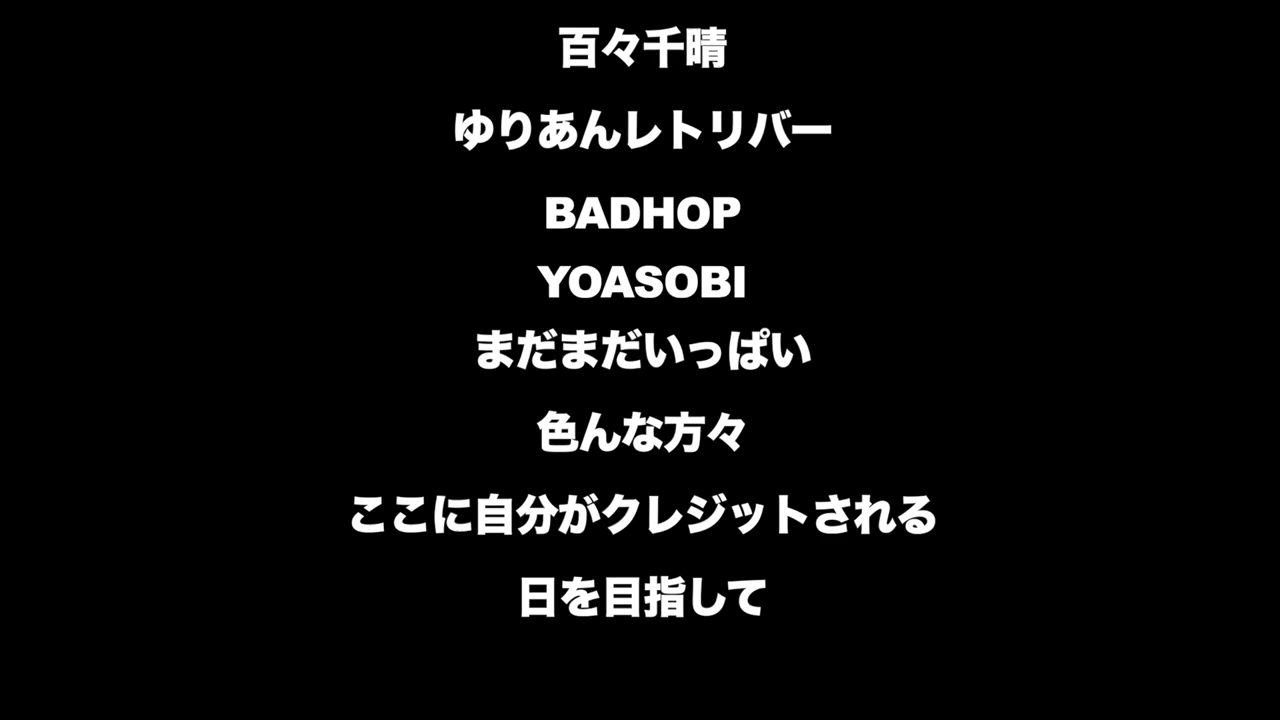 百々千晴
ゆりあんレトリバー
BADHOP
YOASOBI
まだまだいっぱい
色んな方々
ここに自分がクレジットされる
日を目指して